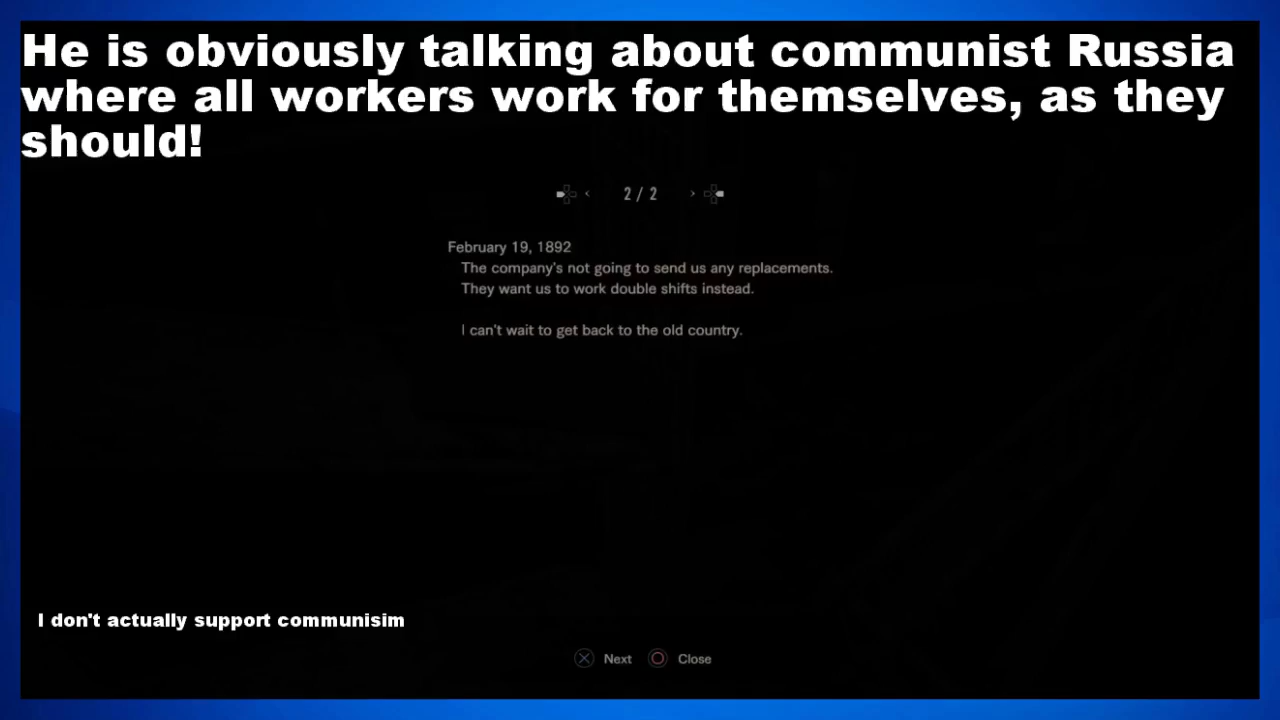 He is obviously talking about communist Russia
where all workers work for themselves, as they
should!
< 2 / 2 >
February 19, 1892
The company's not going to send us any replacements.
They want us to work double shifts instead.
I can't wait to get back to the old country.
I don't actually support communisim
Next Close